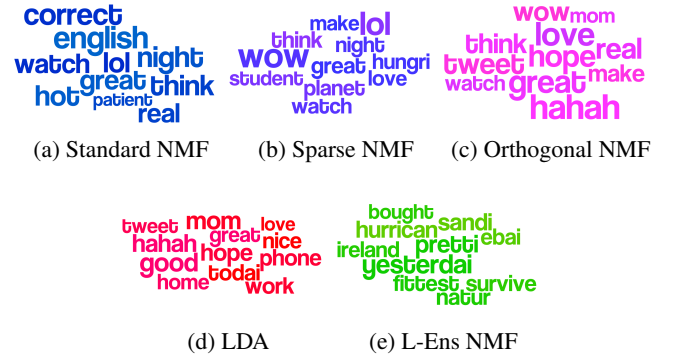 correct
english
watch lol night
great think
hot patient
real
make lol
think night
wow great hungri
student planet love
watch
wow mom
think love
tweet hope real
watch great make
hahah
(a) Standard NMF (b) Sparse NMF (c) Orthogonal NMF
tweet mom love
hahah great nice
good hope phone
home todai work
bought
hurrican sandi
ireland pretti ebai
yesterdai
fittest survive
natur
(d) LDA (e) L-Ens NMF